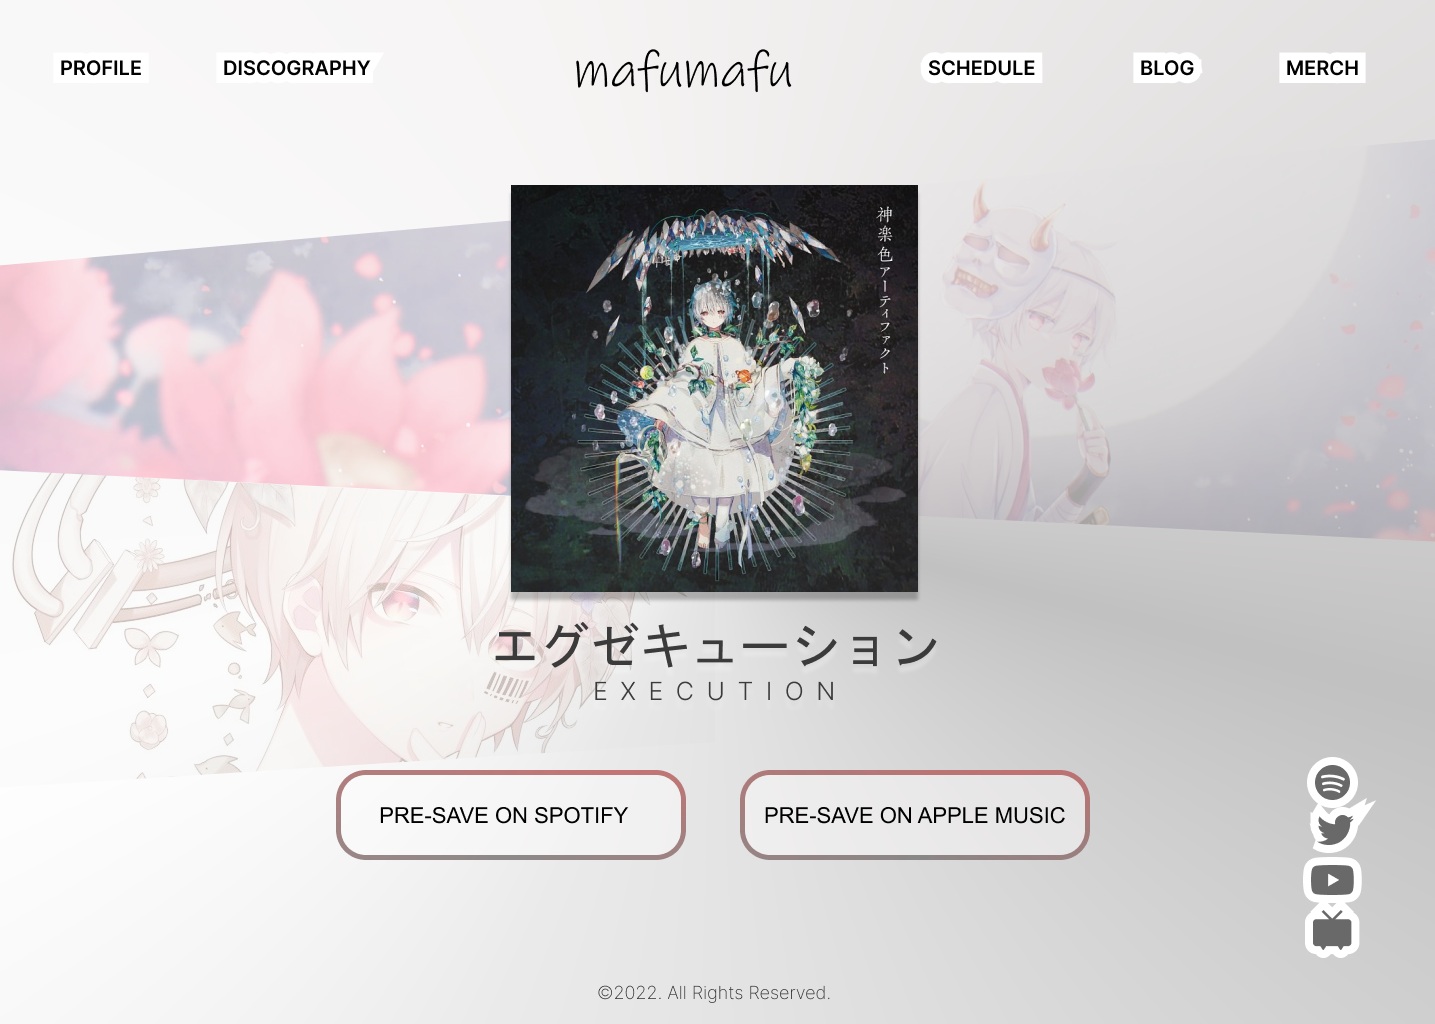 PROFILE
DISCOGRAPHY
mafumafu
SCHEDULE
BLOG
MERCH
神楽色アーティファクト
エグゼキューション
EXECUTION
PRE-SAVE ON SPOTIFY
PRE-SAVE ON APPLE MUSIC
©2022. All Rights Reserved.